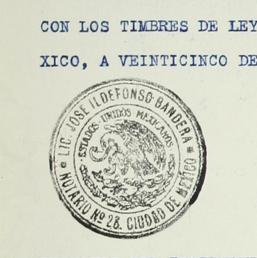 CON LOS TIMBRES DE LEY
XICO, A VEINTICINCO DE
LIC. JOSE ILDEFONSO BANDERA
ESTADOS UNIDOS MEXICANOS
NOTARIO Nº 28. CIUDAD DE MEXICO